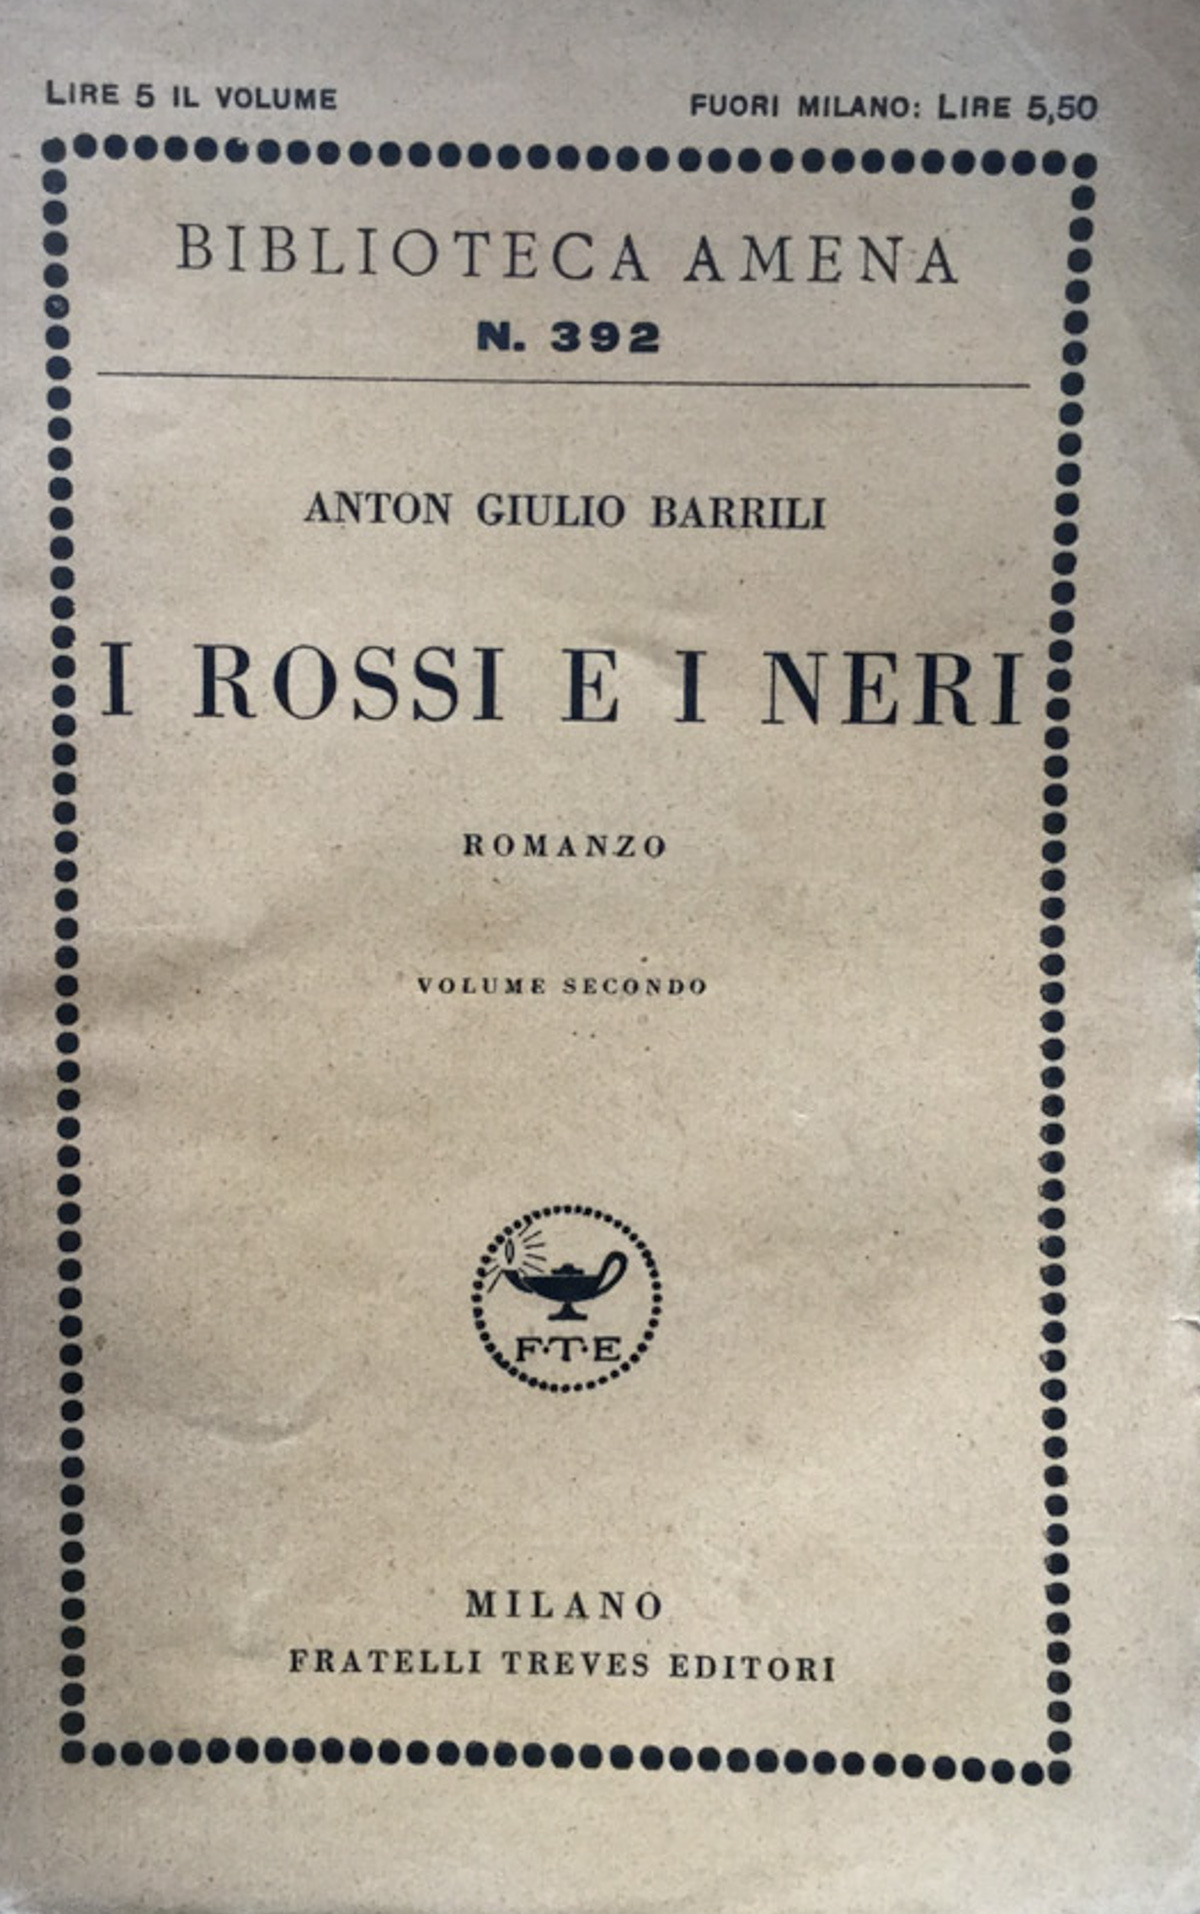 LIRE 5 IL VOLUME
FUORI MILANO: LIRE 5,50
BIBLIOTECA AMENA
N. 392
ANTON GIULIO BARRILI
I ROSSI E I NERI
ROMANZO
VOLUME SECONDO
F·T·E
MILANO
FRATELLI TREVES EDITORI